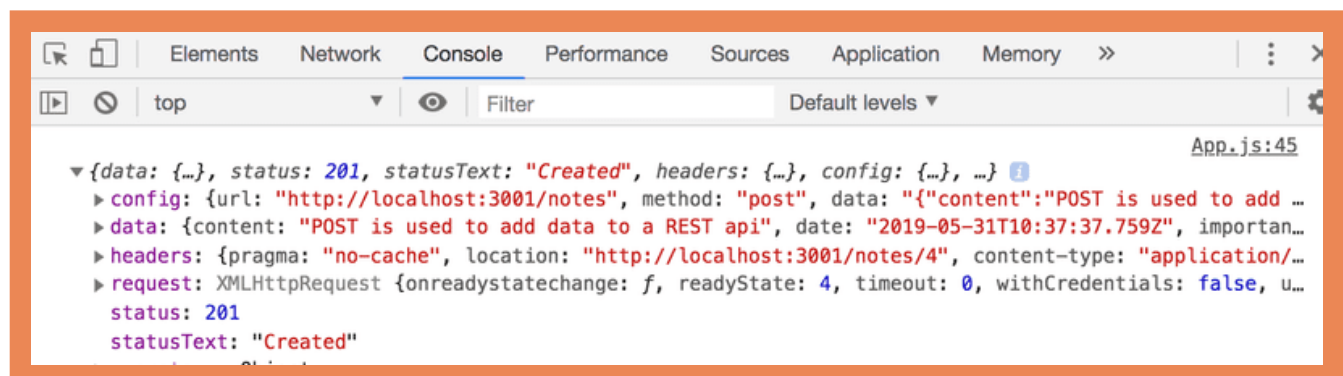 Elements Network Console Performance Sources Application Memory »
top Filter Default levels ▼
App.js:45
▼{data: {…}, status: 201, statusText: "Created", headers: {…}, config: {…}, …}
▶config: {url: "http://localhost:3001/notes", method: "post", data: "{"content":"POST is used to add …
▶data: {content: "POST is used to add data to a REST api", date: "2019-05-31T10:37:37.759Z", importan…
▶headers: {pragma: "no-cache", location: "http://localhost:3001/notes/4", content-type: "application/…
▶request: XMLHttpRequest {onreadystatechange: ƒ, readyState: 4, timeout: 0, withCredentials: false, u…
status: 201
statusText: "Created"